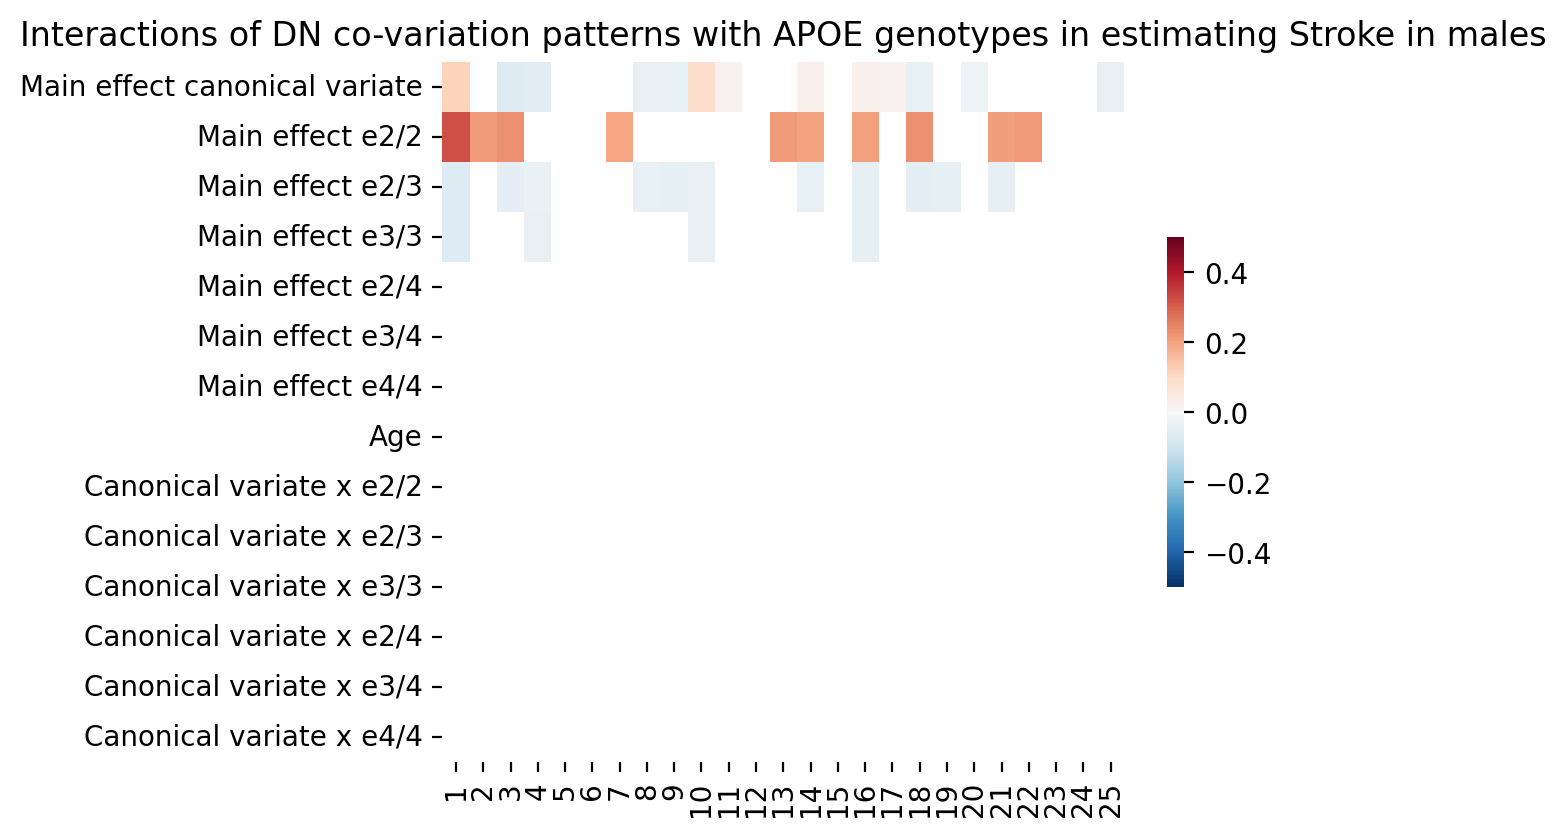 Interactions of DN co-variation patterns with APOE genotypes in estimating Stroke in males
Main effect canonical variate
Main effect e2/2
Main effect e2/3
Main effect e3/3
Main effect e2/4
Main effect e3/4
Main effect e4/4
Age
Canonical variate x e2/2
Canonical variate x e2/3
Canonical variate x e3/3
Canonical variate x e2/4
Canonical variate x e3/4
Canonical variate x e4/4
1 2 3 4 5 6 7 8 9 10 11 12 13 14 15 16 17 18 19 20 21 22 23 24 25
0.4
0.2
0.0
−0.2
−0.4